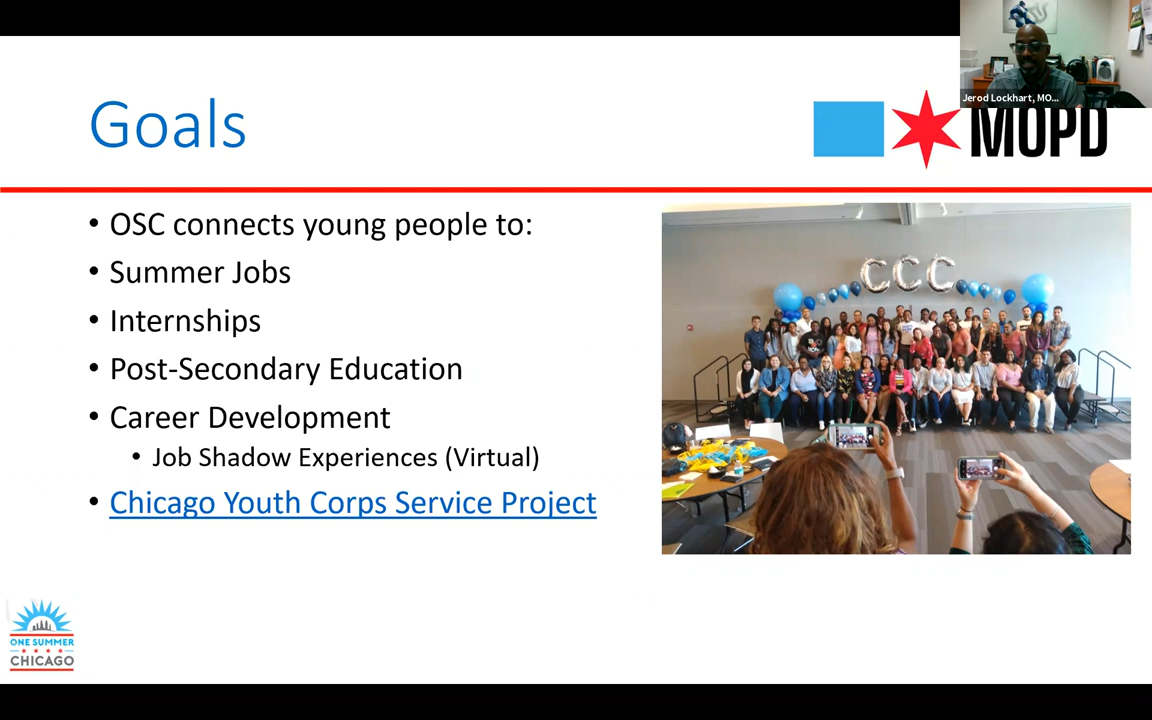 Jerod Lockhart, MO...
Goals
MOPD
• OSC connects young people to:
• Summer Jobs
• Internships
• Post-Secondary Education
• Career Development
• Job Shadow Experiences (Virtual)
• Chicago Youth Corps Service Project
CCC
ONE SUMMER
CHICAGO